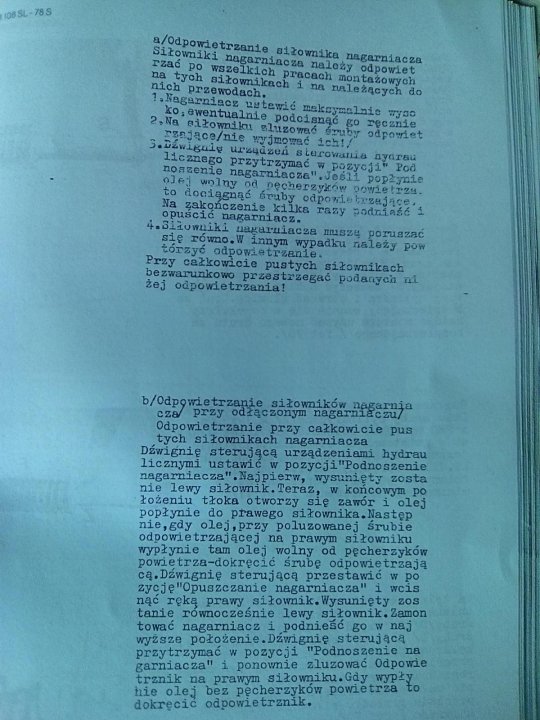 108 SL - 78 S
a/Odpowietrzanie siłownika nagarniacza
Siłowniki nagarniacza należy odpowiet
rzać po wszelkich pracach montażowych
na tych siłownikach i na należących do
nich przewodach.
1.Nagarniacz ustawić maksymalnie wyso
ko,ewentualnie podcisnąć go ręcznie
2.Na siłowniku zluzować śruby odpowiet
rzające/nie wyjmować ich!/
3.Dźwignię urządzeń sterowania hydrau
licznego przytrzymać w pozycji" Pod
noszenie nagarniacza".Jeśli popłynie
olej wolny od pęcherzyków powietrza-
to dociągnąć śruby odpowietrzające.
Na zakończenie kilka razy podnieść i
opuścić nagarniacz.
4.Siłowniki nagarniacza muszą poruszać
się równo.W innym wypadku należy pow
tórzyć odpowietrzanie.
Przy całkowicie pustych siłownikach
bezwarunkowo przestrzegać podanych ni
żej odpowietrzania!
b/Odpowietrzanie siłowników nagarnia
cza/ przy odłączonym nagarniaczu/
Odpowietrzanie przy całkowicie pus
tych siłownikach nagarniacza
Dźwignię sterującą urządzeniami hydrau
licznymi ustawić w pozycji"Podnoszenie
nagarniacza".Najpierw, wysunięty zosta
nie lewy siłownik.Teraz, w końcowym po
łożeniu tłoka otworzy się zawór i olej
popłynie do prawego siłownika.Następ
nie,gdy olej,przy poluzowanej śrubie
odpowietrzającej na prawym siłowniku
wypłynie tam olej wolny od pęcherzyków
powietrza-dokręcić śrubę odpowietrzają
cą.Dźwignię sterującą przestawić w po
zycję"Opuszczanie nagarniacza" i wcis
nąć ręką prawy siłownik.Wysunięty zos
tanie równocześnie lewy siłownik.Zamon
tować nagarniacz i podnieść go w naj
wyższe położenie.Dźwignię sterującą
przytrzymać w pozycji "Podnoszenie na
garniacza" i ponownie zluzować Odpowie
trznik na prawym siłowniku.Gdy wypły
nie olej bez pęcherzyków powietrza to
dokręcić odpowietrznik.